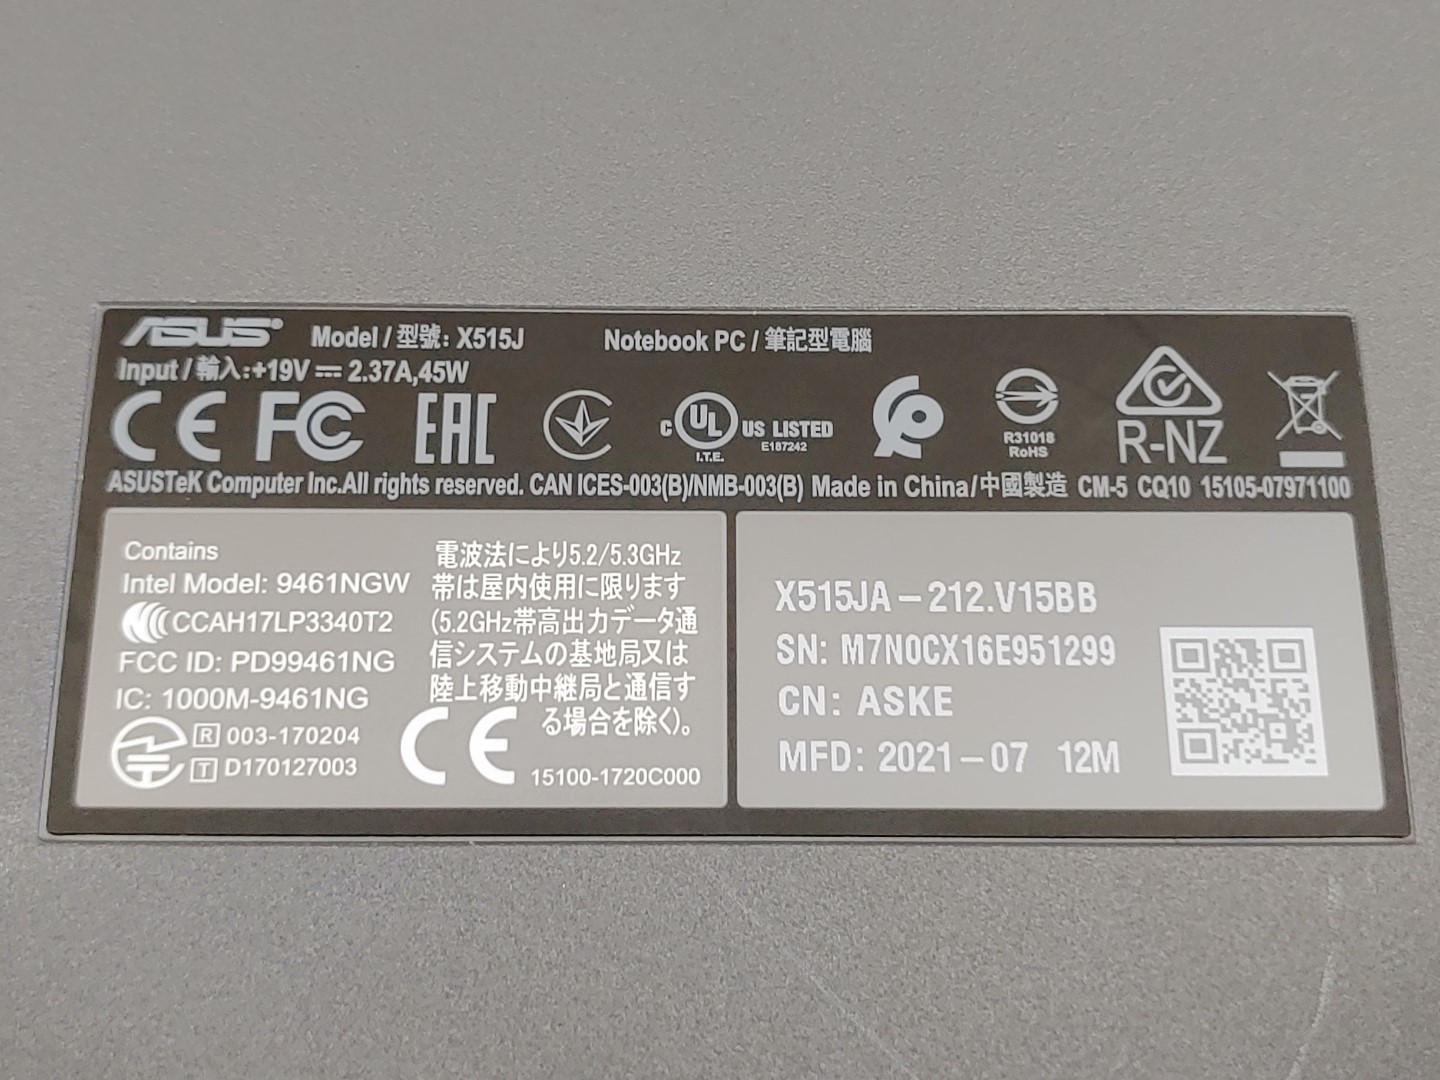 ASUS® Model / 型號: X515J Notebook PC / 筆記型電腦
Input / 輸入:+19V⎓2.37A,45W
CE FC EAC c UL US LISTED
I.T.E. E187242
R31018
RoHS
R-NZ
ASUSTeK Computer Inc.All rights reserved. CAN ICES-003(B)/NMB-003(B) Made in China/中國製造 CM-5 CQ10 15105-07971100
Contains
Intel Model: 9461NGW
CCAH17LP3340T2
FCC ID: PD99461NG
IC: 1000M-9461NG
R 003-170204
T D170127003
電波法により5.2/5.3GHz
帯は屋内使用に限ります
(5.2GHz帯高出力データ通
信システムの基地局又は
陸上移動中継局と通信す
る場合を除く)。
CE 15100-1720C000
X515JA-212.V15BB
SN: M7N0CX16E951299
CN: ASKE
MFD: 2021-07 12M